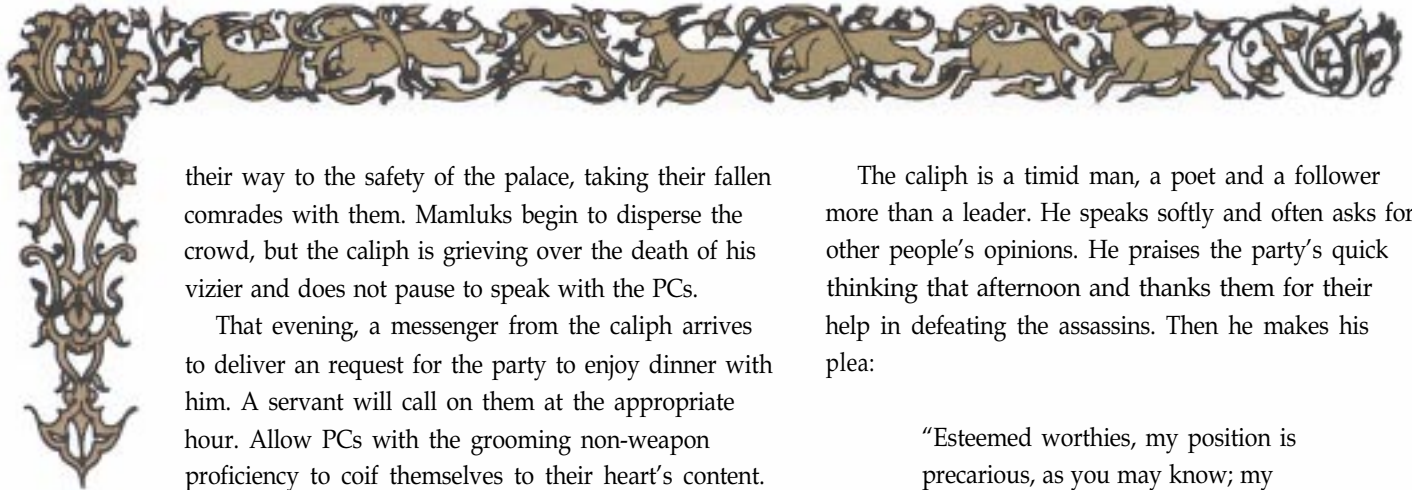 their way to the safety of the palace, taking their fallen
comrades with them. Mamluks begin to disperse the
crowd, but the caliph is grieving over the death of his
vizier and does not pause to speak with the PCs.
That evening, a messenger from the caliph arrives
to deliver an request for the party to enjoy dinner with
him. A servant will call on them at the appropriate
hour. Allow PCs with the grooming non-weapon
proficiency to coif themselves to their heart's content.
The caliph is a timid man, a poet and a follower
more than a leader. He speaks softly and often asks for
other people's opinions. He praises the party's quick
thinking that afternoon and thanks them for their
help in defeating the assassins. Then he makes his
plea:
“Esteemed worthies, my position is
precarious, as you may know; my